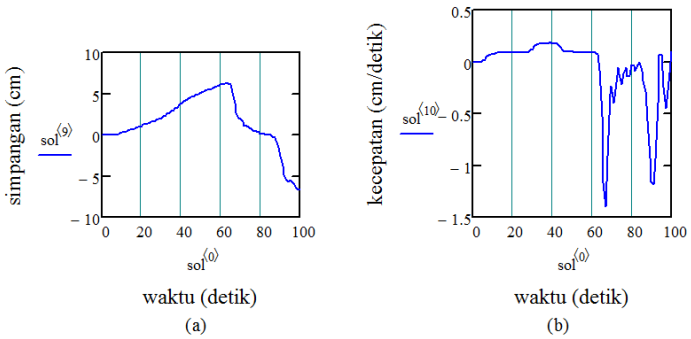 simpangan (cm)
sol⟨9⟩
10
5
0
− 5
− 10
0 20 40 60 80 100
sol⟨0⟩
waktu (detik)
(a)
kecepatan (cm/detik)
sol⟨10⟩
0.5
0
− 0.5
− 1
− 1.5
0 20 40 60 80 100
sol⟨0⟩
waktu (detik)
(b)